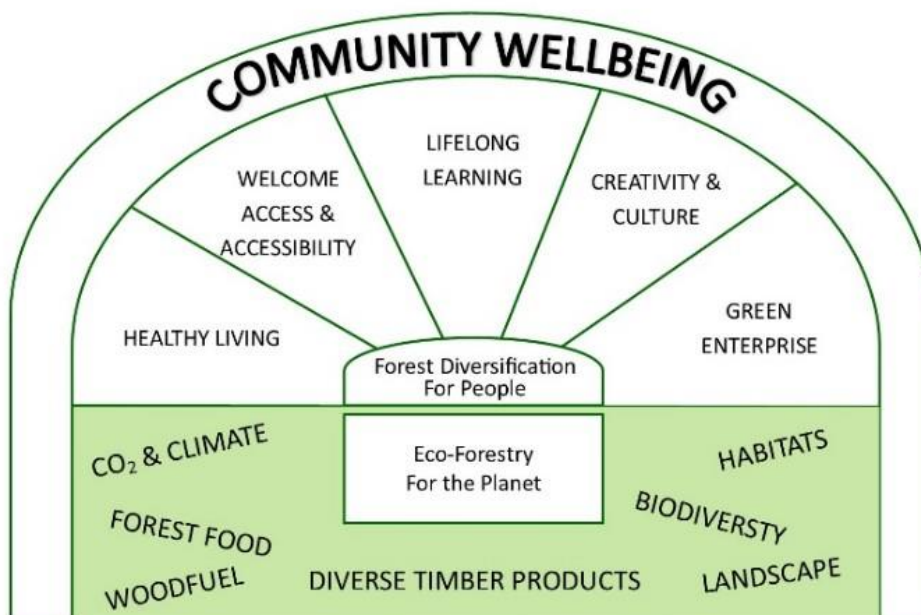 COMMUNITY WELLBEING
LIFELONG
LEARNING
WELCOME
ACCESS &
ACCESSIBILITY
CREATIVITY &
CULTURE
HEALTHY LIVING
GREEN
ENTERPRISE
Forest Diversification
For People
CO₂ & CLIMATE
Eco-Forestry
For the Planet
HABITATS
FOREST FOOD
BIODIVERSTY
WOODFUEL
DIVERSE TIMBER PRODUCTS
LANDSCAPE